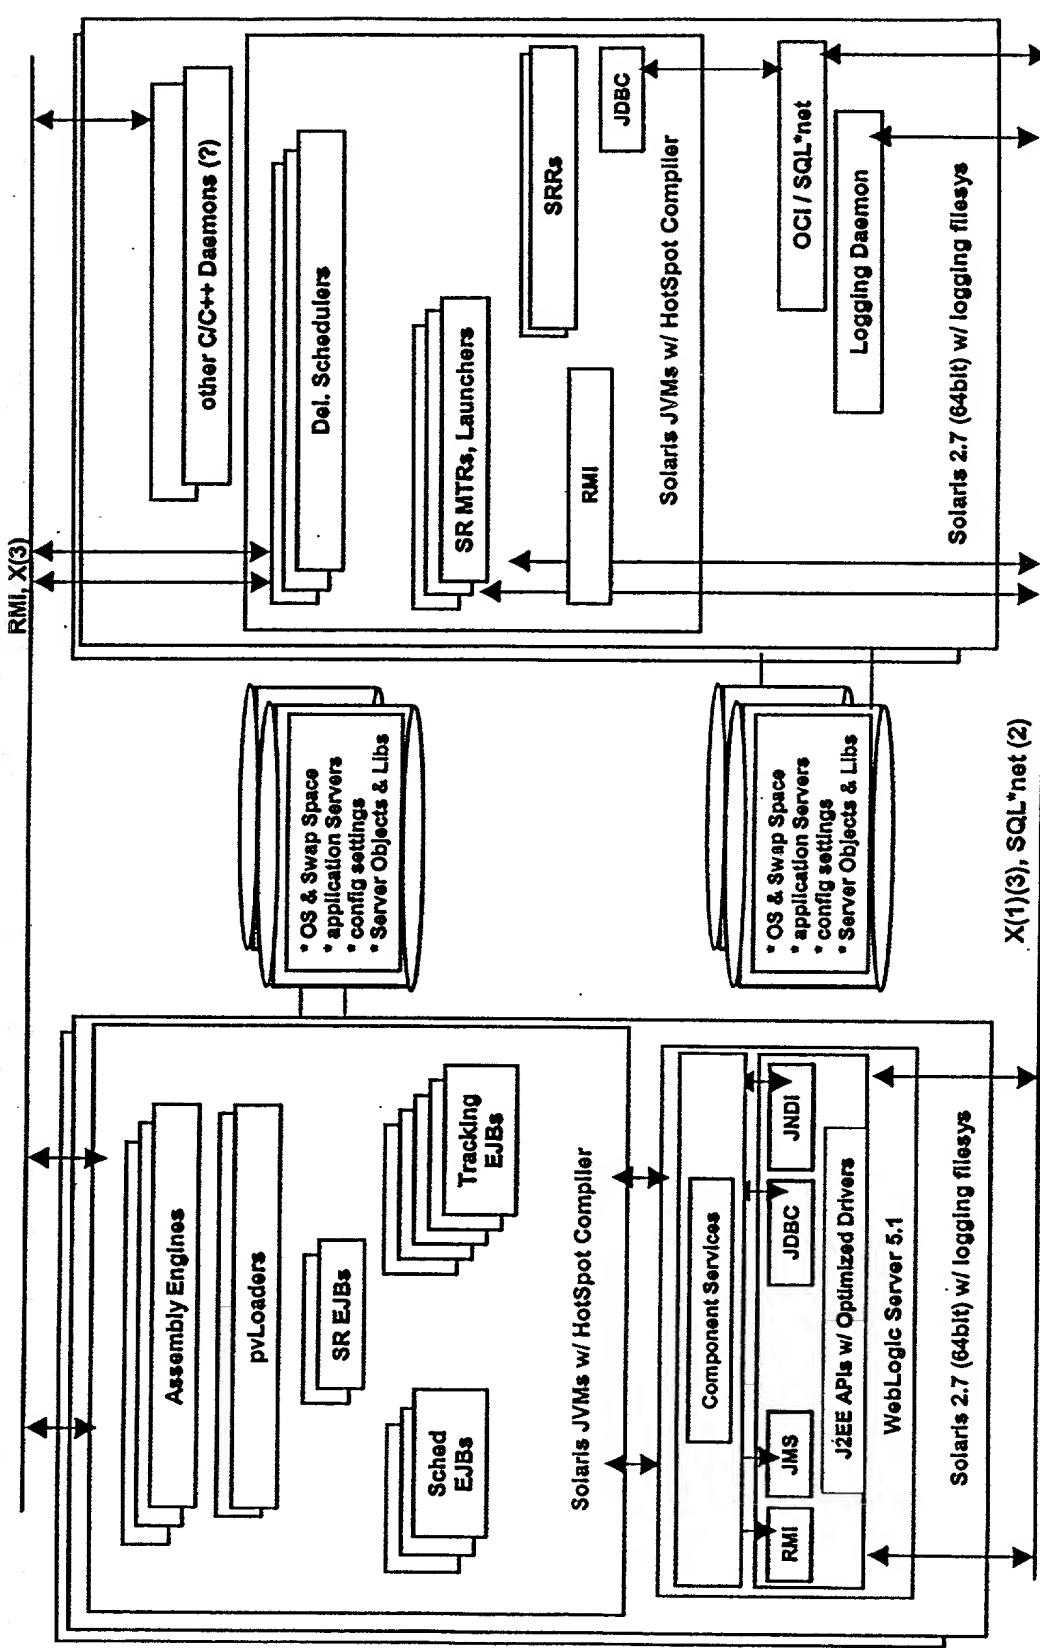 RMI, X(3)
Assembly Engines
pvLoaders
SR EJBs
Sched
EJBs
Tracking
EJBs
Solaris JVMs w/ HotSpot Compiler
Component Services
RMI
JMS
JDBC
JNDI
J2EE APIs w/ Optimized Drivers
WebLogic Server 5.1
Solaris 2.7 (64bit) w/ logging filesys
* OS & Swap Space
* application Servers
* config settings
* Server Objects & Libs
* OS & Swap Space
* application Servers
* config settings
* Server Objects & Libs
other C/C++ Daemons (?)
Del. Schedulers
SR MTRs, Launchers
SRRs
RMI
JDBC
Solaris JVMs w/ HotSpot Compiler
OCI / SQL*net
Logging Daemon
Solaris 2.7 (64bit) w/ logging filesys
X(1)(3), SQL*net (2)